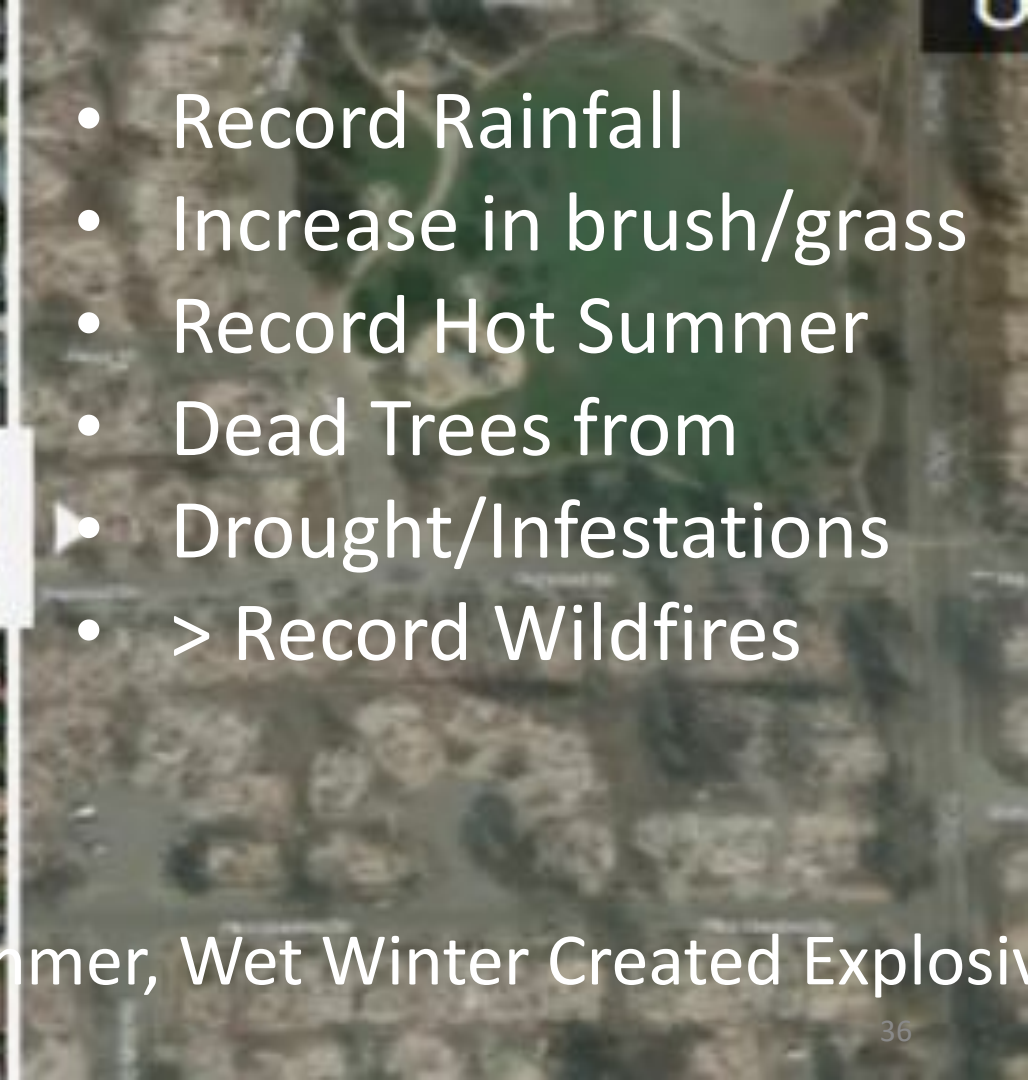 • Record Rainfall
• Increase in brush/grass
• Record Hot Summer
• Dead Trees from
• Drought/Infestations
• > Record Wildfires
mmer, Wet Winter Created Explosiv
36